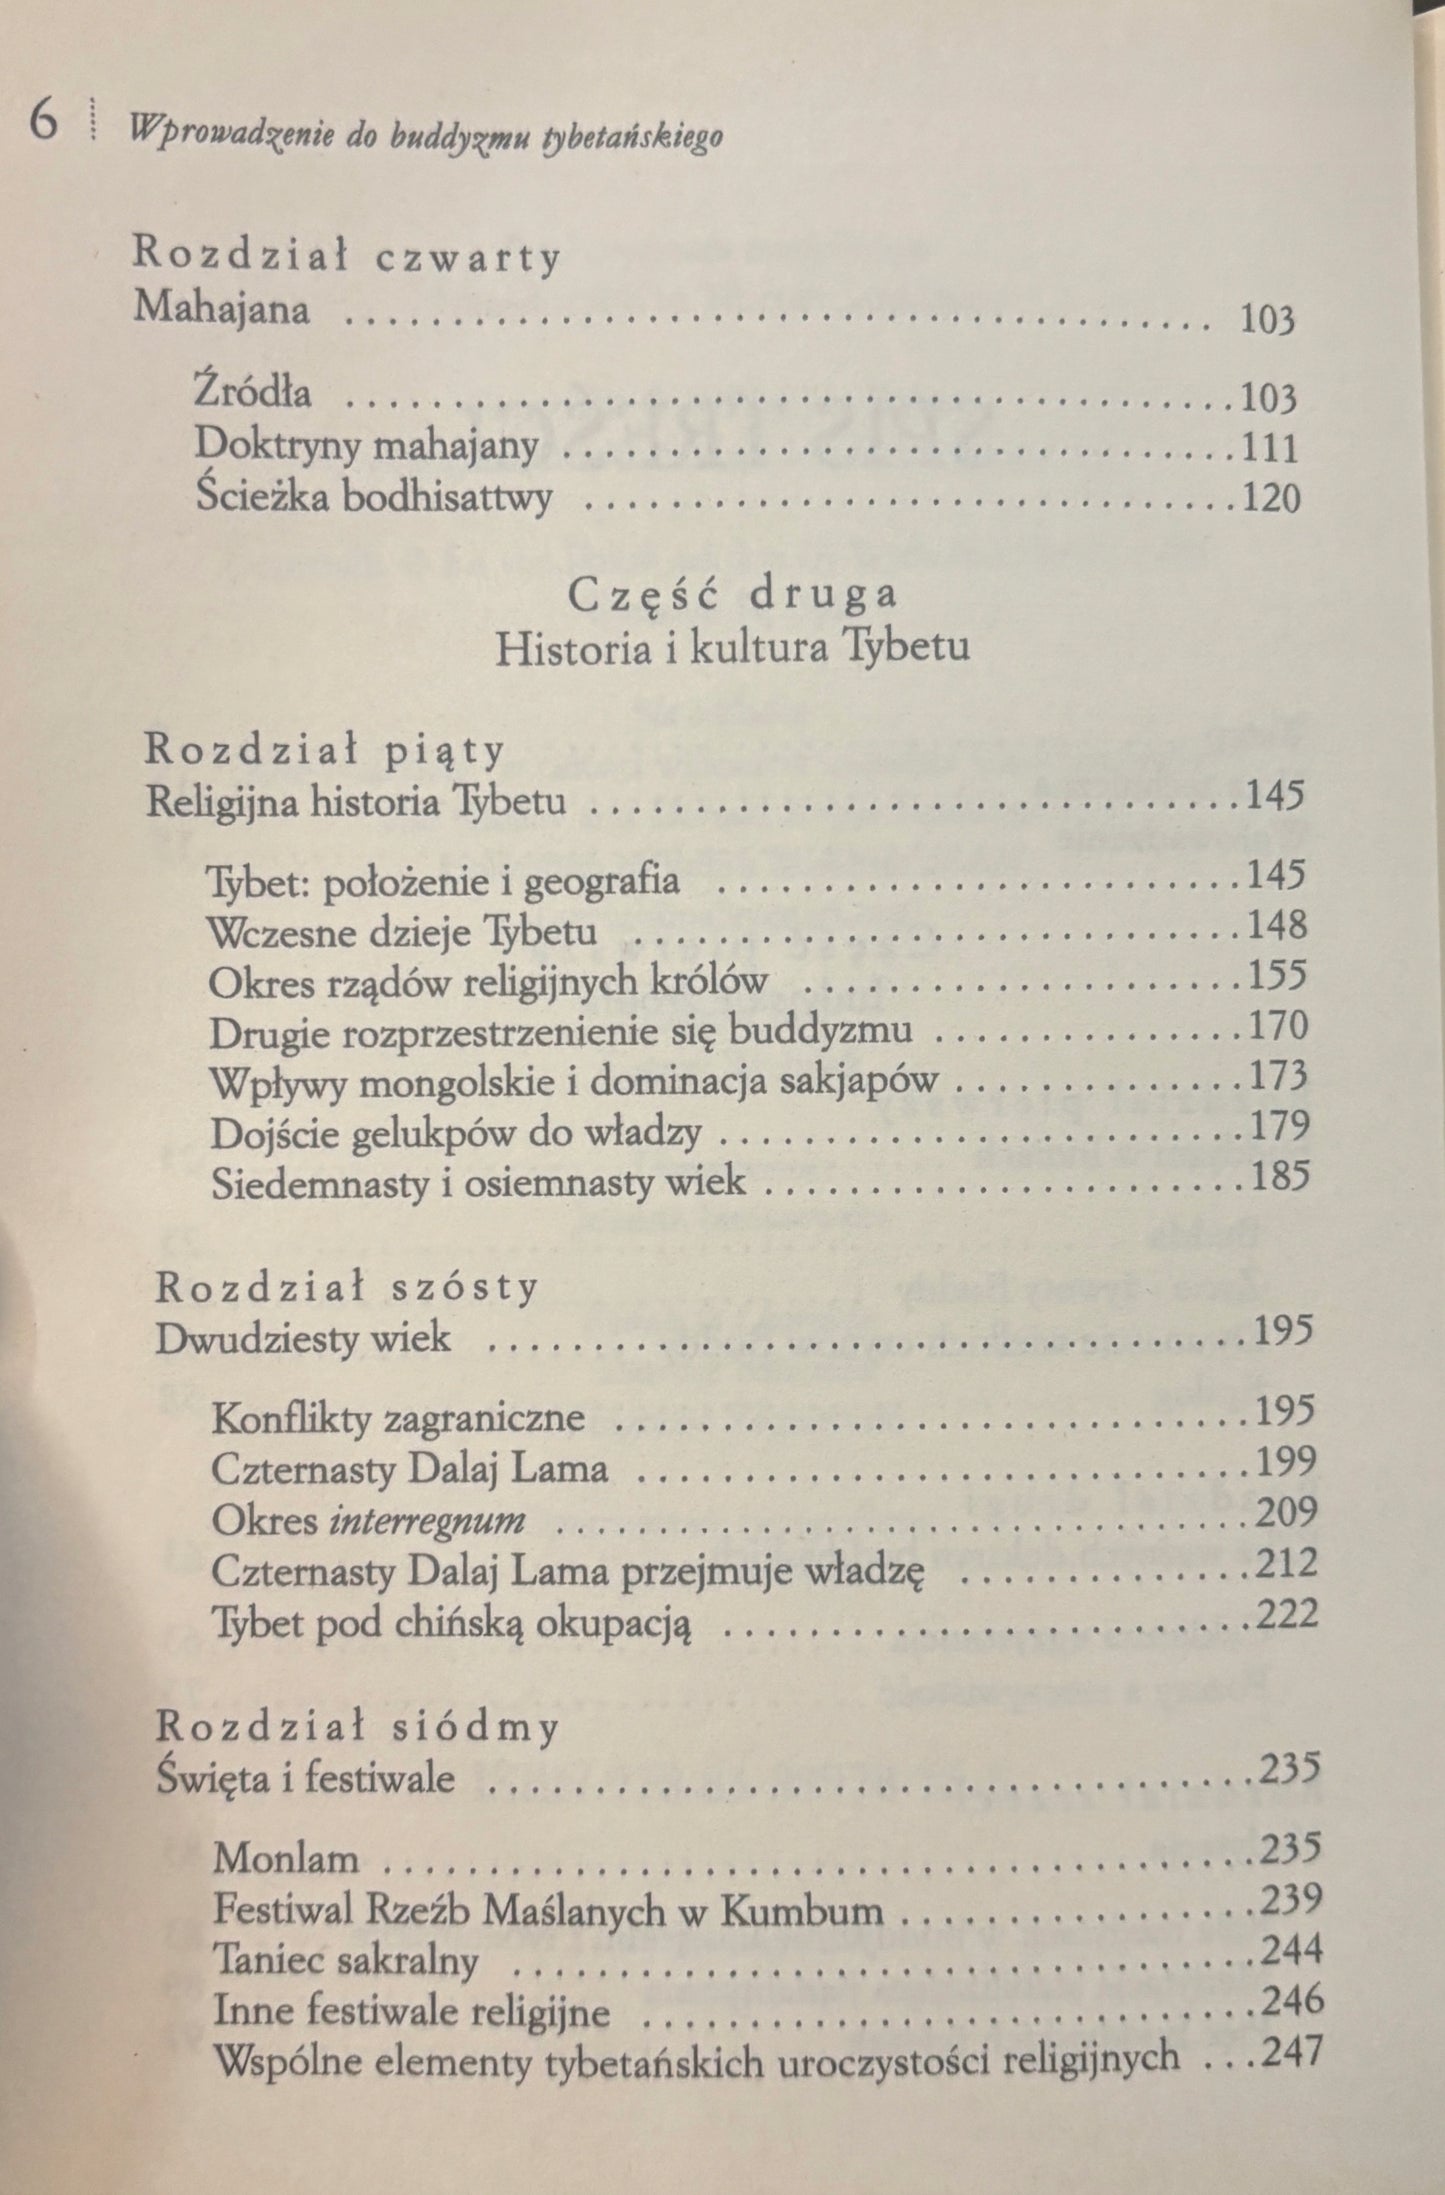 6 Wprowadzenie do buddyzmu tybetańskiego
Rozdział czwarty
Mahajana ........................................ 103
Źródła ......................................... 103
Doktryny mahajany ............................... 111
Ścieżka bodhisattwy .............................. 120
Część druga
Historia i kultura Tybetu
Rozdział piąty
Religijna historia Tybetu .............................. 145
Tybet: położenie i geografia ......................... 145
Wczesne dzieje Tybetu ............................. 148
Okres rządów religijnych królów ..................... 155
Drugie rozprzestrzenienie się buddyzmu ............... 170
Wpływy mongolskie i dominacja sakjapów .............. 173
Dojście gelukpów do władzy ......................... 179
Siedemnasty i osiemnasty wiek ....................... 185
Rozdział szósty
Dwudziesty wiek .................................... 195
Konflikty zagraniczne .............................. 195
Czternasty Dalaj Lama ............................. 199
Okres interregnum ................................. 209
Czternasty Dalaj Lama przejmuje władzę .............. 212
Tybet pod chińską okupacją ......................... 222
Rozdział siódmy
Święta i festiwale .................................... 235
Monlam ......................................... 235
Festiwal Rzeźb Maślanych w Kumbum ................. 239
Taniec sakralny ................................... 244
Inne festiwale religijne ............................. 246
Wspólne elementy tybetańskich uroczystości religijnych ... 247